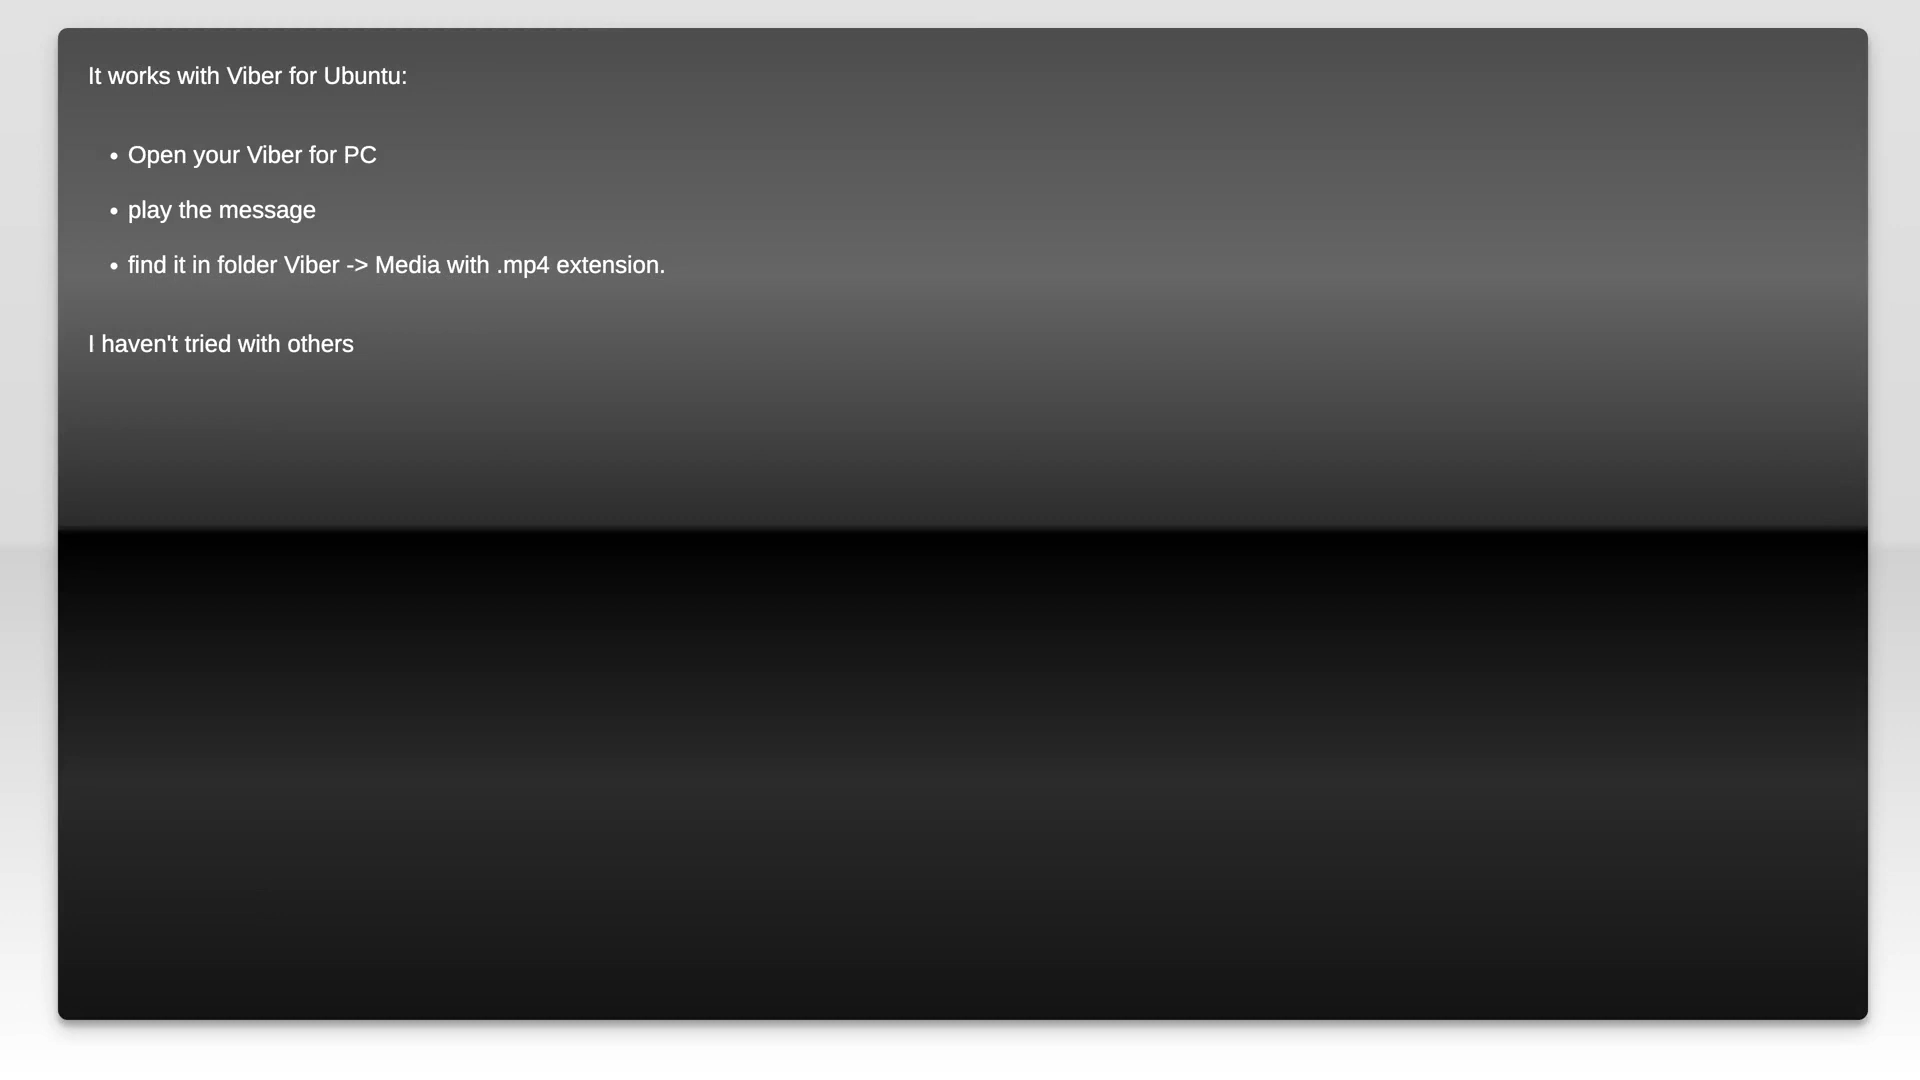 It works with Viber for Ubuntu:
• Open your Viber for PC
• play the message
• find it in folder Viber -> Media with .mp4 extension.
I haven't tried with others